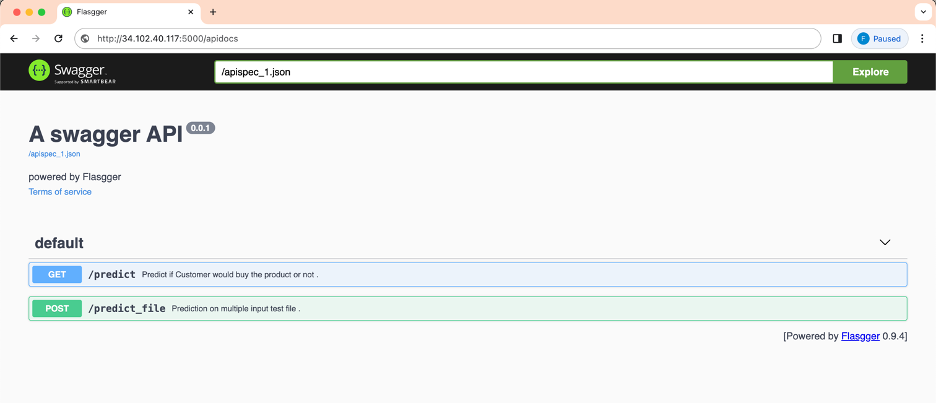 Flasgger
http://34.102.40.117:5000/apidocs
F Paused
Swagger
Supported by SMARTBEAR
/apispec_1.json
Explore
A swagger API 0.0.1
/apispec_1.json
powered by Flasgger
Terms of service
default
GET /predict Predict if Customer would buy the product or not .
POST /predict_file Prediction on multiple input test file .
[Powered by Flasgger 0.9.4]